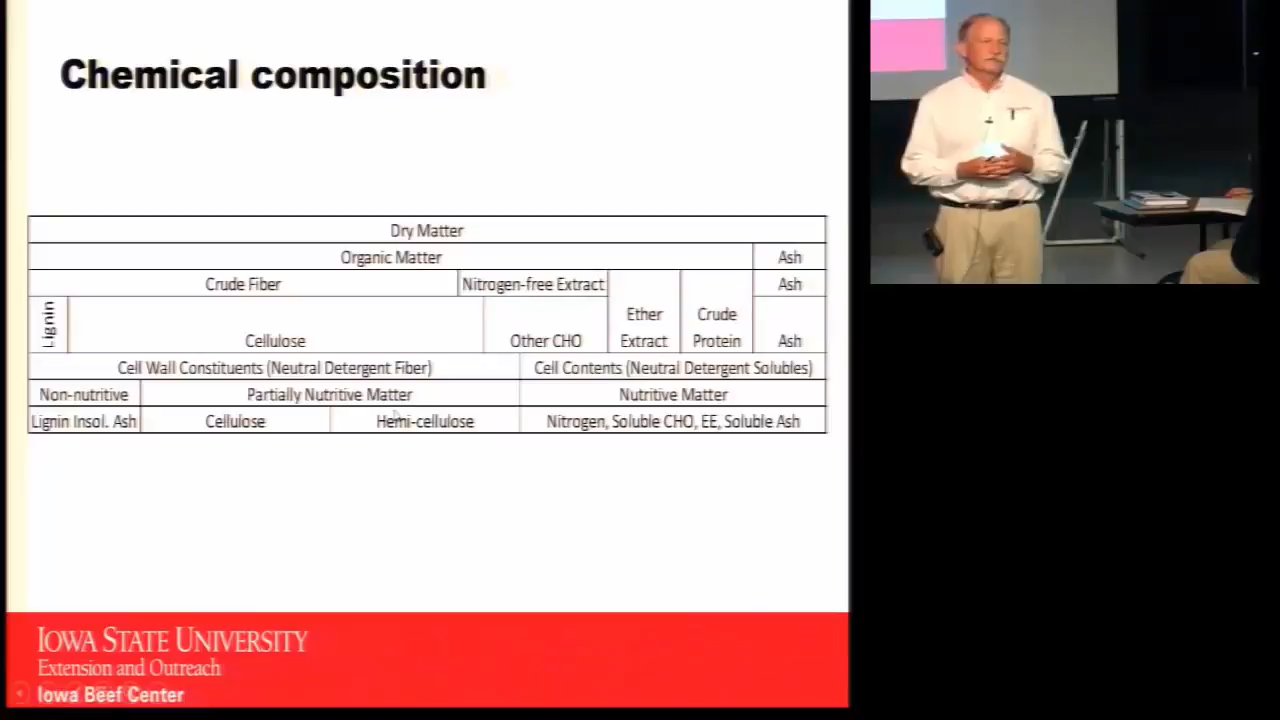 Chemical composition
Dry Matter
Organic Matter Ash
Crude Fiber Nitrogen-free Extract Ash
Lignin Cellulose Other CHO Ether Extract Crude Protein Ash
Cell Wall Constituents (Neutral Detergent Fiber) Cell Contents (Neutral Detergent Solubles)
Non-nutritive Partially Nutritive Matter Nutritive Matter
Lignin Insol. Ash Cellulose Hemi-cellulose Nitrogen, Soluble CHO, EE, Soluble Ash
IOWA STATE UNIVERSITY
Extension and Outreach
Iowa Beef Center